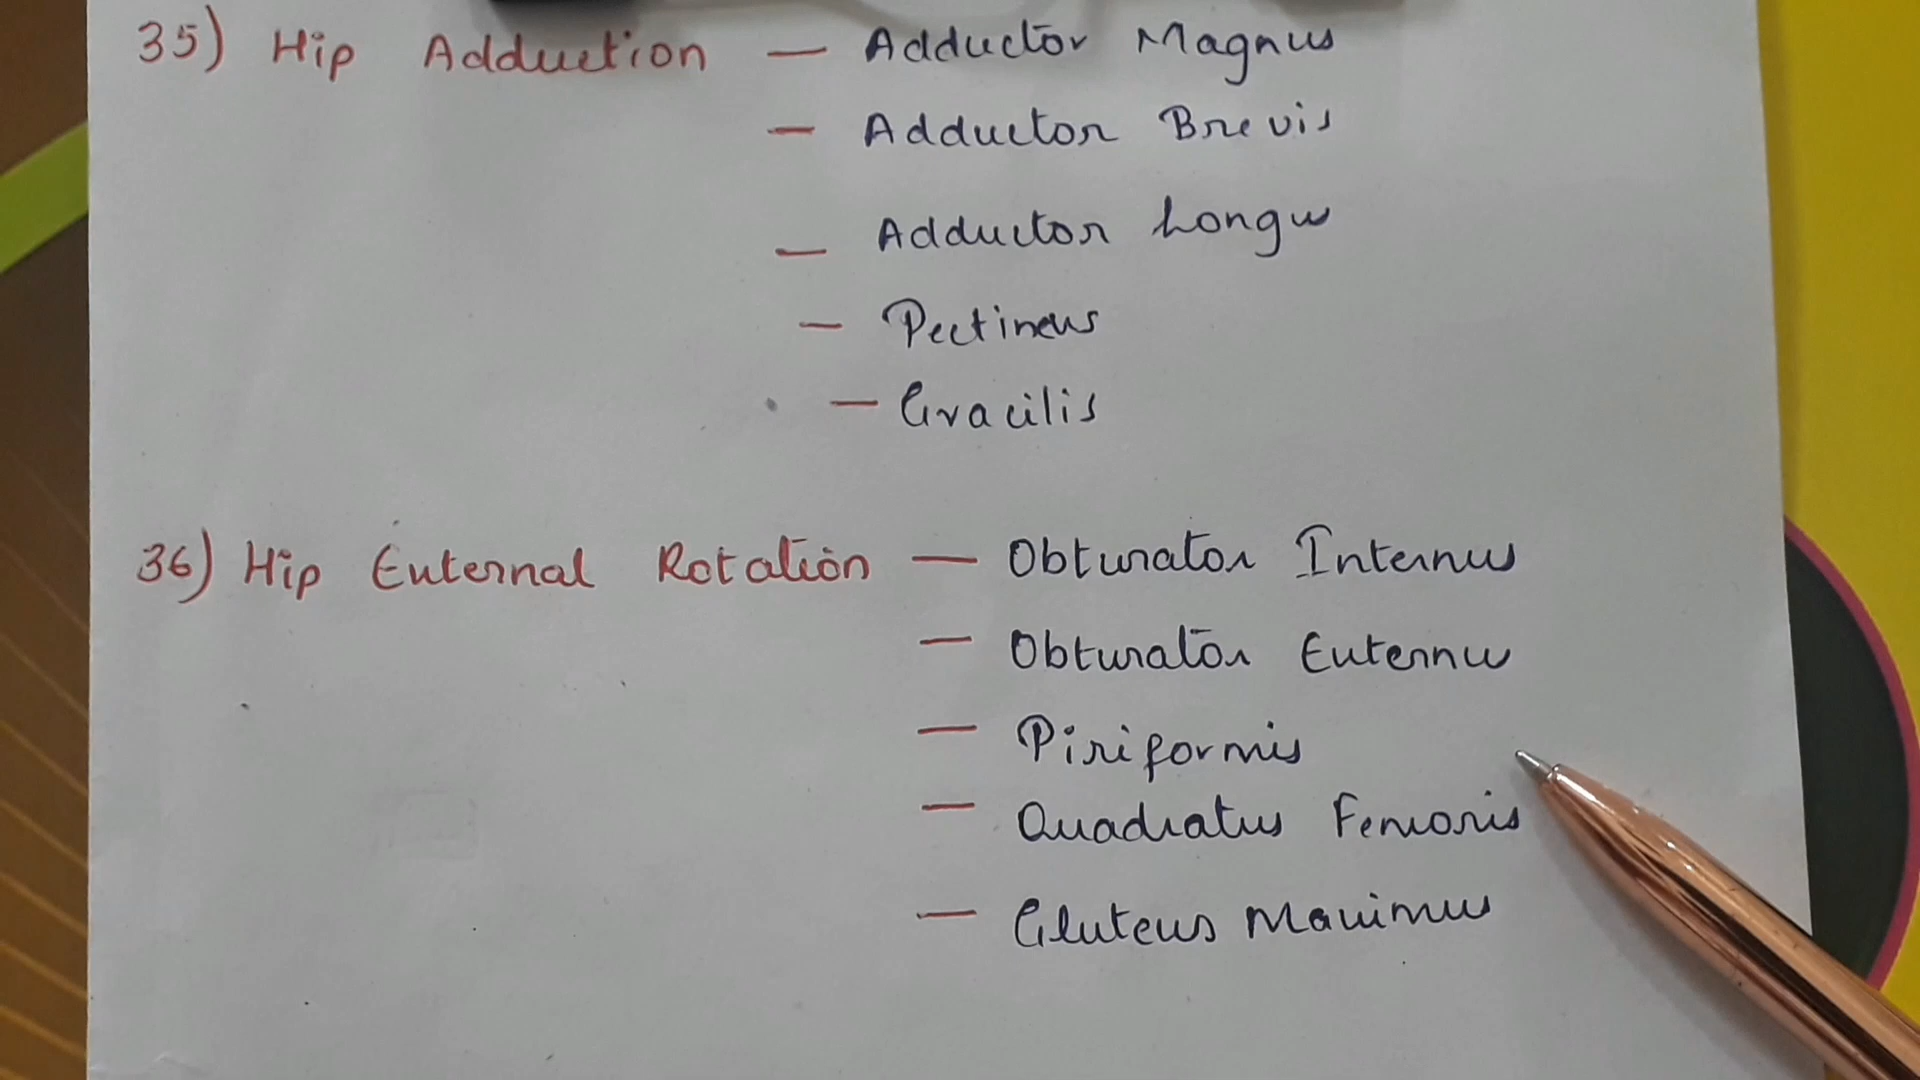 35) Hip Adduction — Adductor Magnus
— Adductor Brevis
— Adductor Longus
— Pectineus
— Gracilis
36) Hip External Rotation — Obturator Internus
— Obturator Externus
— Piriformis
— Quadratus Femoris
— Gluteus Maximus